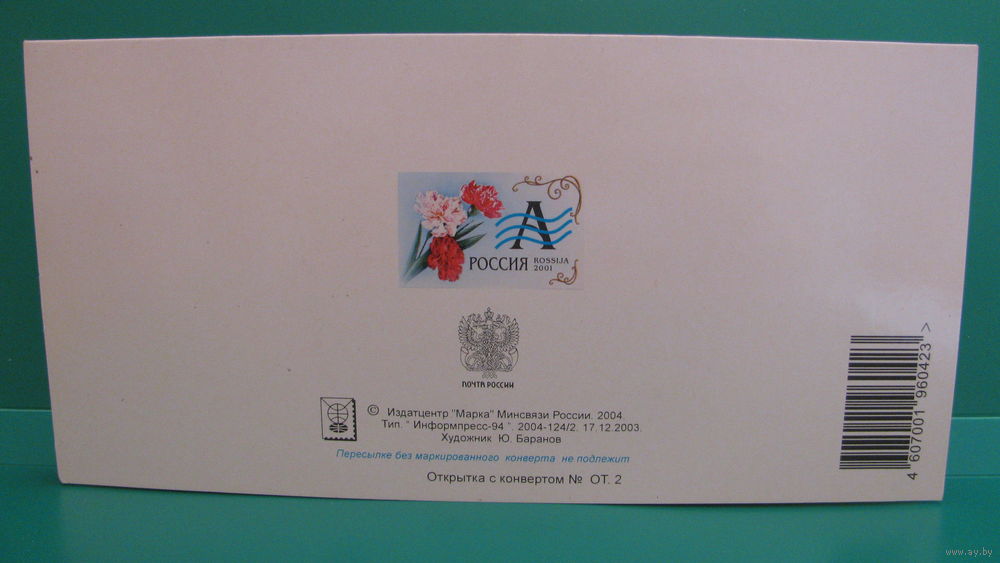 А
РОССИЯ ROSSIJA
2001
ПОЧТА РОССИИ
© Издатцентр "Марка" Минсвязи России. 2004.
Тип. " Информпресс-94 ". 2004-124/2. 17.12.2003.
Художник Ю. Баранов
Пересылке без маркированного конверта не подлежит
Открытка с конвертом № ОТ. 2
4 607001 960423 >
www.ay.by